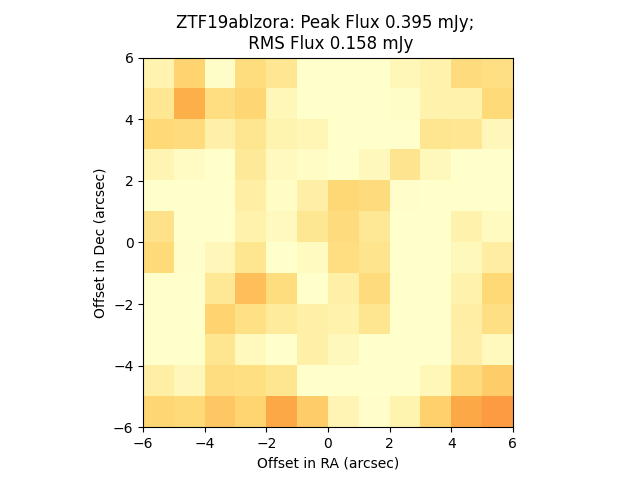 ZTF19ablzora: Peak Flux 0.395 mJy;
RMS Flux 0.158 mJy
6
4
2
0
−2
−4
−6
Offset in Dec (arcsec)
−6 −4 −2 0 2 4 6
Offset in RA (arcsec)